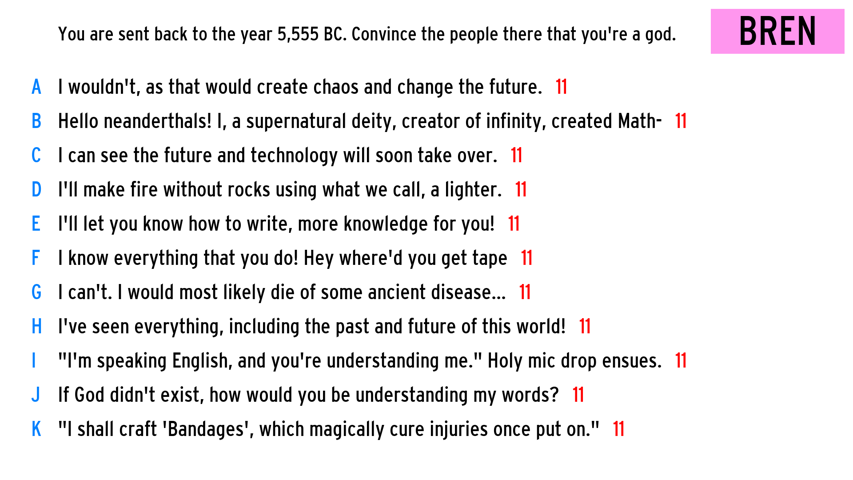 You are sent back to the year 5,555 BC. Convince the people there that you're a god.
BREN
A I wouldn't, as that would create chaos and change the future. 11
B Hello neanderthals! I, a supernatural deity, creator of infinity, created Math- 11
C I can see the future and technology will soon take over. 11
D I'll make fire without rocks using what we call, a lighter. 11
E I'll let you know how to write, more knowledge for you! 11
F I know everything that you do! Hey where'd you get tape 11
G I can't. I would most likely die of some ancient disease... 11
H I've seen everything, including the past and future of this world! 11
I "I'm speaking English, and you're understanding me." Holy mic drop ensues. 11
J If God didn't exist, how would you be understanding my words? 11
K "I shall craft 'Bandages', which magically cure injuries once put on." 11